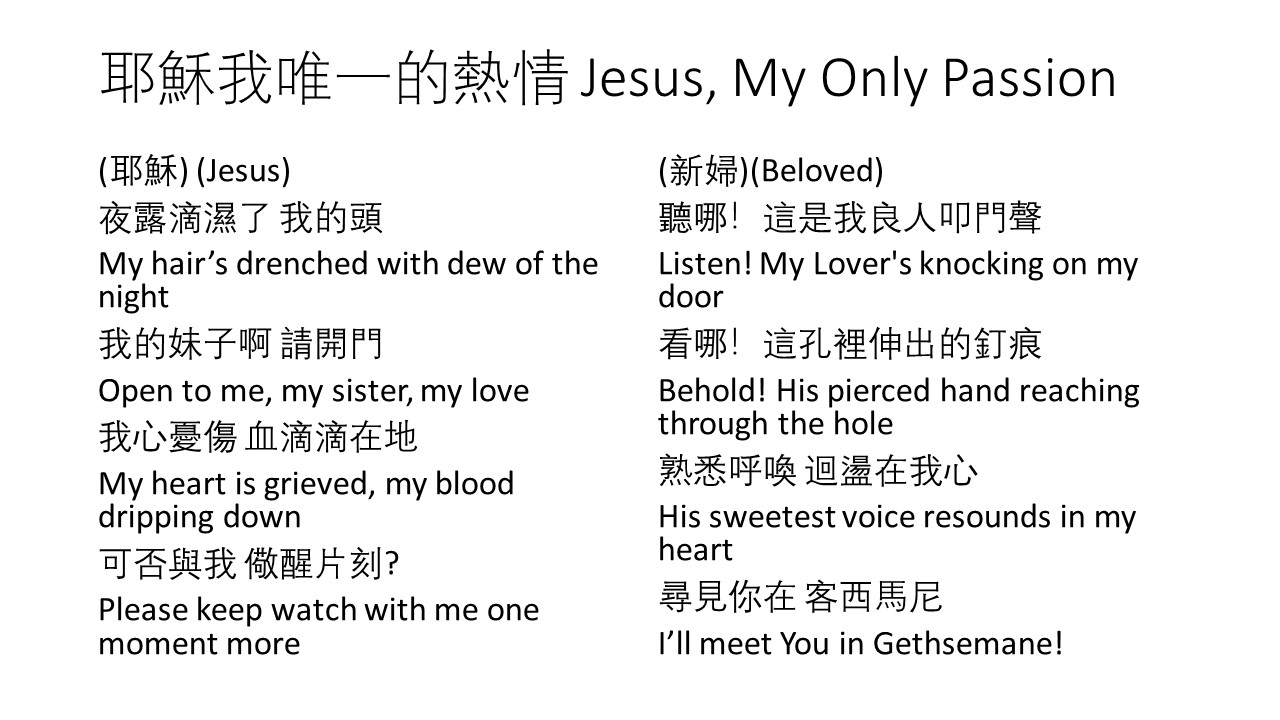 耶穌我唯一的熱情 Jesus, My Only Passion
(耶穌) (Jesus)
夜露滴濕了 我的頭
My hair’s drenched with dew of the
night
我的妹子啊 請開門
Open to me, my sister, my love
我心憂傷 血滴滴在地
My heart is grieved, my blood
dripping down
可否與我 儆醒片刻?
Please keep watch with me one
moment more
(新婦)(Beloved)
聽哪！ 這是我良人叩門聲
Listen! My Lover's knocking on my
door
看哪！ 這孔裡伸出的釘痕
Behold! His pierced hand reaching
through the hole
熟悉呼喚 迴盪在我心
His sweetest voice resounds in my
heart
尋見你在 客西馬尼
I’ll meet You in Gethsemane!